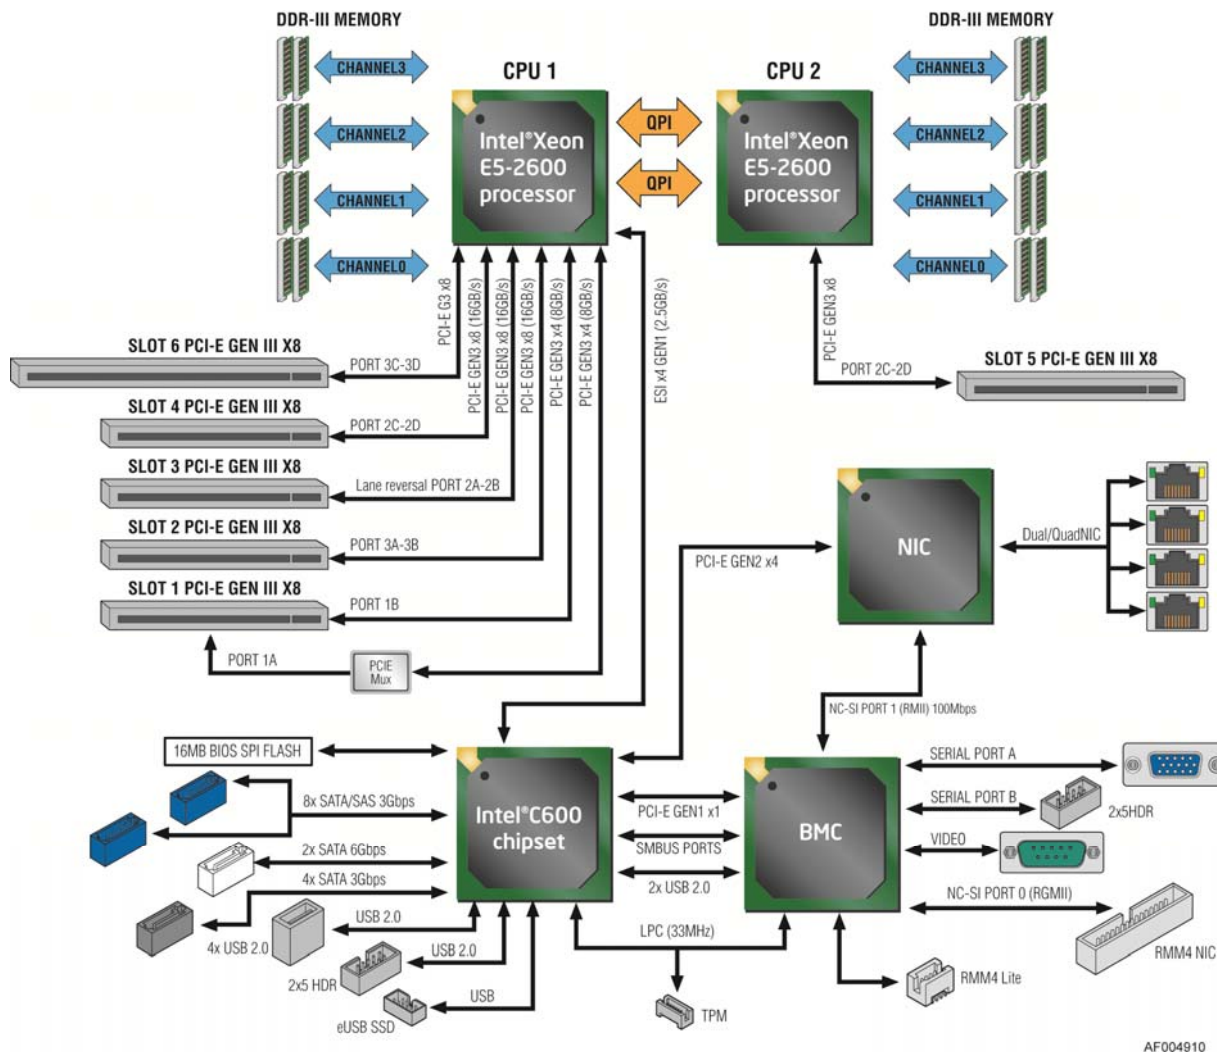 DDR-III MEMORY
DDR-III MEMORY
CPU 1
CPU 2
CHANNEL3
CHANNEL2
CHANNEL1
CHANNEL0
Intel®Xeon
E5-2600
processor
QPI
QPI
Intel®Xeon
E5-2600
processor
CHANNEL3
CHANNEL2
CHANNEL1
CHANNEL0
PCI-E G3 x8
PCI-E GEN3 x8 (16GB/s)
PCI-E GEN3 x8 (16GB/s)
PCI-E GEN3 x8 (16GB/s)
PCI-E GEN3 x4 (8GB/s)
PCI-E GEN3 x4 (8GB/s)
ESI x4 GEN1 (2.5GB/s)
PCI-E GEN3 x8
SLOT 6 PCI-E GEN III X8
PORT 3C-3D
SLOT 5 PCI-E GEN III X8
PORT 2C-2D
SLOT 4 PCI-E GEN III X8
PORT 2C-2D
SLOT 3 PCI-E GEN III X8
Lane reversal PORT 2A-2B
SLOT 2 PCI-E GEN III X8
PORT 3A-3B
SLOT 1 PCI-E GEN III X8
PORT 1B
PORT 1A
PCIE
Mux
NIC
Dual/QuadNIC
PCI-E GEN2 x4
NC-SI PORT 1 (RMII) 100Mbps
16MB BIOS SPI FLASH
8x SATA/SAS 3Gbps
2x SATA 6Gbps
4x SATA 3Gbps
Intel®C600
chipset
PCI-E GEN1 x1
SMBUS PORTS
2x USB 2.0
BMC
SERIAL PORT A
SERIAL PORT B
2x5HDR
VIDEO
NC-SI PORT 0 (RGMII)
RMM4 NIC
USB 2.0
4x USB 2.0
USB 2.0
2x5 HDR
USB
eUSB SSD
LPC (33MHz)
TPM
RMM4 Lite
AF004910